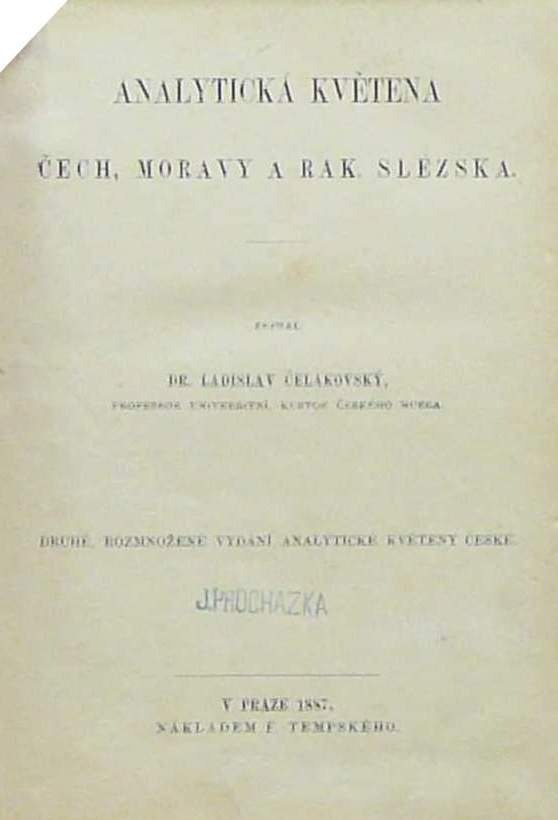 ANALYTICKÁ KVĚTENA
ČECH, MORAVY A RAK. SLEZSKA.
SEPSAL
DR. LADISLAV ČELAKOVSKÝ,
PROFESSOR UNIVERSITNÍ, KUSTOS ČESKÉHO MUSEA.
DRUHÉ, ROZMNOŽENÉ VYDÁNÍ ANALYTICKÉ KVĚTENY ČESKÉ.
J.PROCHAZKA
V PRAZE 1887.
NÁKLADEM F. TEMPSKÉHO.